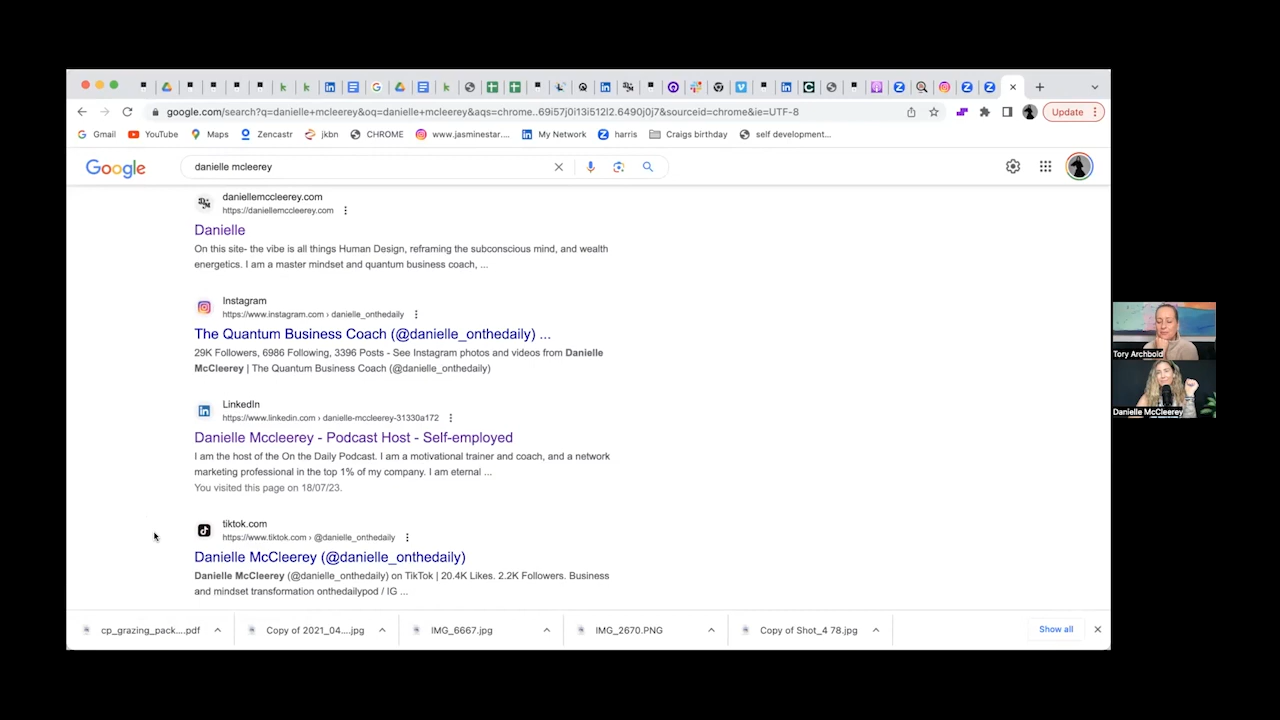 google.com/search?q=danielle+mcleerey&oq=danielle+mcleerey&aqs=chrome..69i57j0i13i512l2.6490j0j7&sourceid=chrome&ie=UTF-8
Update
Gmail YouTube Maps Zencastr jkbn CHROME www.jasminestar.... My Network harris Craigs birthday self development...
Google
danielle mcleerey
daniellemccleerey.com
https://daniellemccleerey.com
Danielle
On this site- the vibe is all things Human Design, reframing the subconscious mind, and wealth
energetics. I am a master mindset and quantum business coach, ...
Instagram
https://www.instagram.com › danielle_onthedaily
The Quantum Business Coach (@danielle_onthedaily) ...
29K Followers, 6986 Following, 3396 Posts - See Instagram photos and videos from Danielle
McCleerey | The Quantum Business Coach (@danielle_onthedaily)
LinkedIn
https://www.linkedin.com › danielle-mccleerey-31330a172
Danielle Mccleerey - Podcast Host - Self-employed
I am the host of the On the Daily Podcast. I am a motivational trainer and coach, and a network
marketing professional in the top 1% of my company. I am eternal ...
You visited this page on 18/07/23.
tiktok.com
https://www.tiktok.com › @danielle_onthedaily
Danielle McCleerey (@danielle_onthedaily)
Danielle McCleerey (@danielle_onthedaily) on TikTok | 20.4K Likes. 2.2K Followers. Business
and mindset transformation onthedailypod / IG ...
Tory Archbold
Danielle McCleerey
cp_grazing_pack....pdf Copy of 2021_04....jpg IMG_6667.jpg IMG_2670.PNG Copy of Shot_4 78.jpg Show all